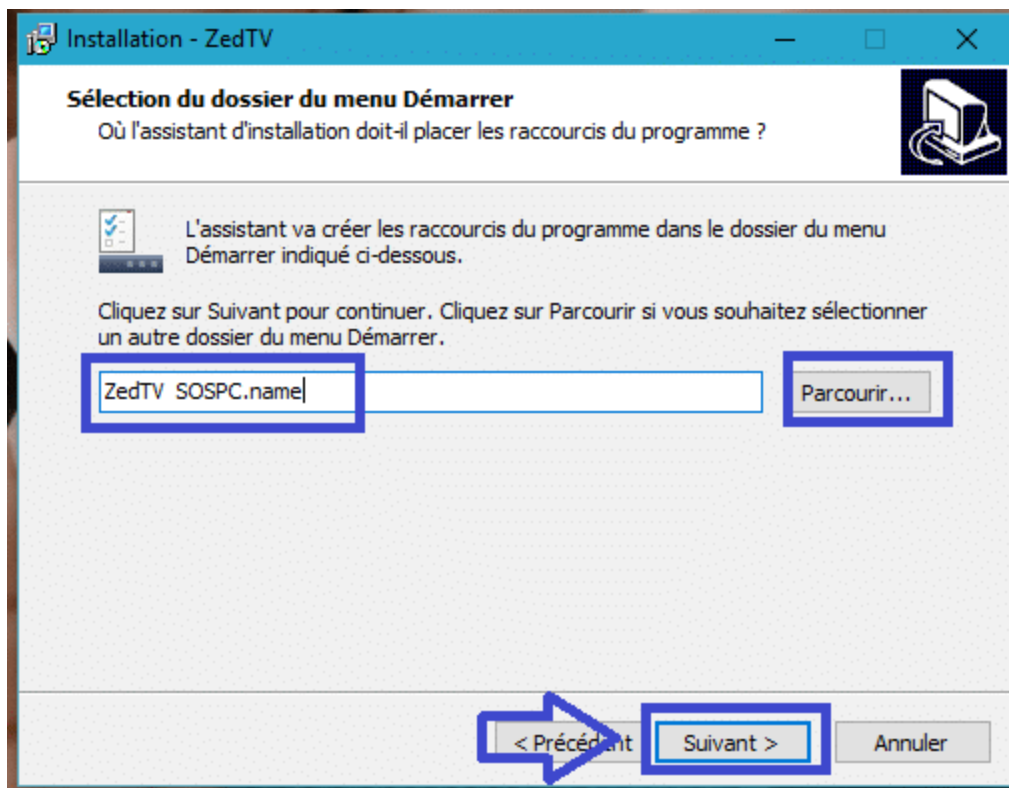 Installation - ZedTV
Sélection du dossier du menu Démarrer
Où l'assistant d'installation doit-il placer les raccourcis du programme ?
L'assistant va créer les raccourcis du programme dans le dossier du menu
Démarrer indiqué ci-dessous.
Cliquez sur Suivant pour continuer. Cliquez sur Parcourir si vous souhaitez sélectionner
un autre dossier du menu Démarrer.
ZedTV SOSPC.name
Parcourir...
< Précédent
Suivant >
Annuler